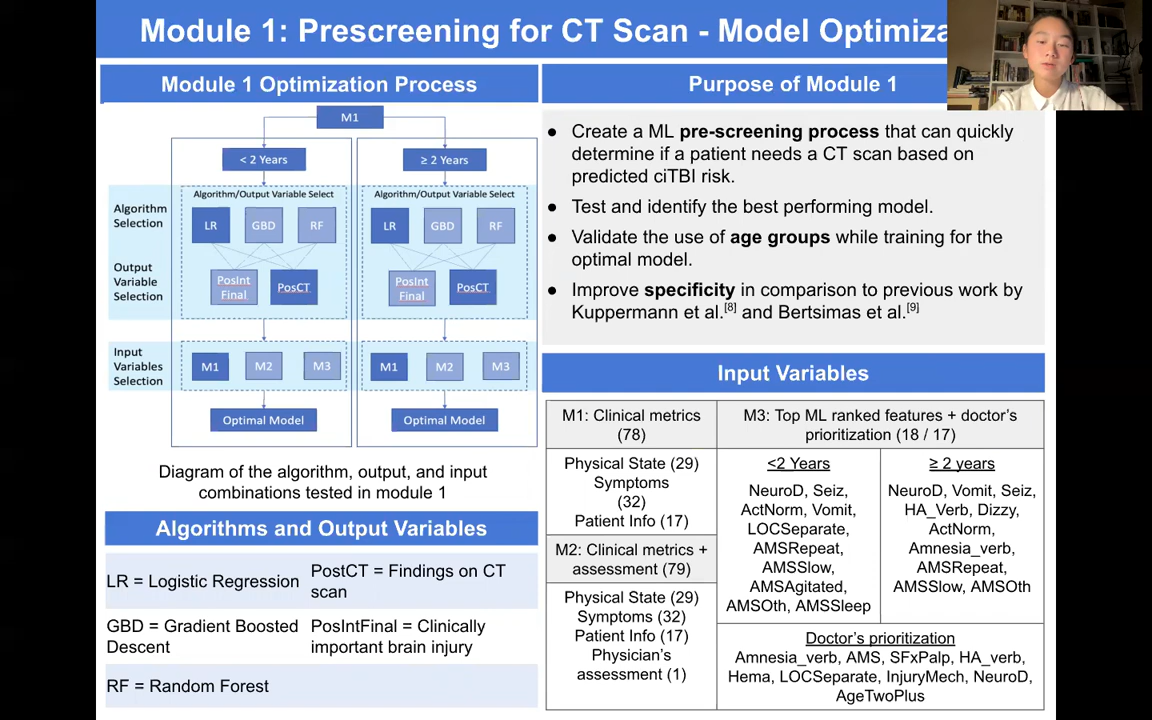 Module 1: Prescreening for CT Scan - Model Optimiza
Module 1 Optimization Process
M1
< 2 Years
≥ 2 Years
Algorithm/Output Variable Select
Algorithm/Output Variable Select
Algorithm
Selection
LR
GBD
RF
LR
GBD
RF
Output
Variable
Selection
PosInt
Final
PosCT
PosInt
Final
PosCT
Input
Variables
Selection
M1
M2
M3
M1
M2
M3
Optimal Model
Optimal Model
Diagram of the algorithm, output, and input
combinations tested in module 1
Algorithms and Output Variables
LR = Logistic Regression
PostCT = Findings on CT
scan
GBD = Gradient Boosted
Descent
PosIntFinal = Clinically
important brain injury
RF = Random Forest
Purpose of Module 1
● Create a ML pre-screening process that can quickly
determine if a patient needs a CT scan based on
predicted ciTBI risk.
● Test and identify the best performing model.
● Validate the use of age groups while training for the
optimal model.
● Improve specificity in comparison to previous work by
Kuppermann et al.[8] and Bertsimas et al.[9]
Input Variables
M1: Clinical metrics
(78)
Physical State (29)
Symptoms
(32)
Patient Info (17)
M2: Clinical metrics +
assessment (79)
Physical State (29)
Symptoms (32)
Patient Info (17)
Physician's
assessment (1)
M3: Top ML ranked features + doctor's
prioritization (18 / 17)
<2 Years
NeuroD, Seiz,
ActNorm, Vomit,
LOCSeparate,
AMSRepeat,
AMSSlow,
AMSAgitated,
AMSOth, AMSSleep
≥ 2 years
NeuroD, Vomit, Seiz,
HA_Verb, Dizzy,
ActNorm,
Amnesia_verb,
AMSRepeat,
AMSSlow, AMSOth
Doctor's prioritization
Amnesia_verb, AMS, SFxPalp, HA_verb,
Hema, LOCSeparate, InjuryMech, NeuroD,
AgeTwoPlus